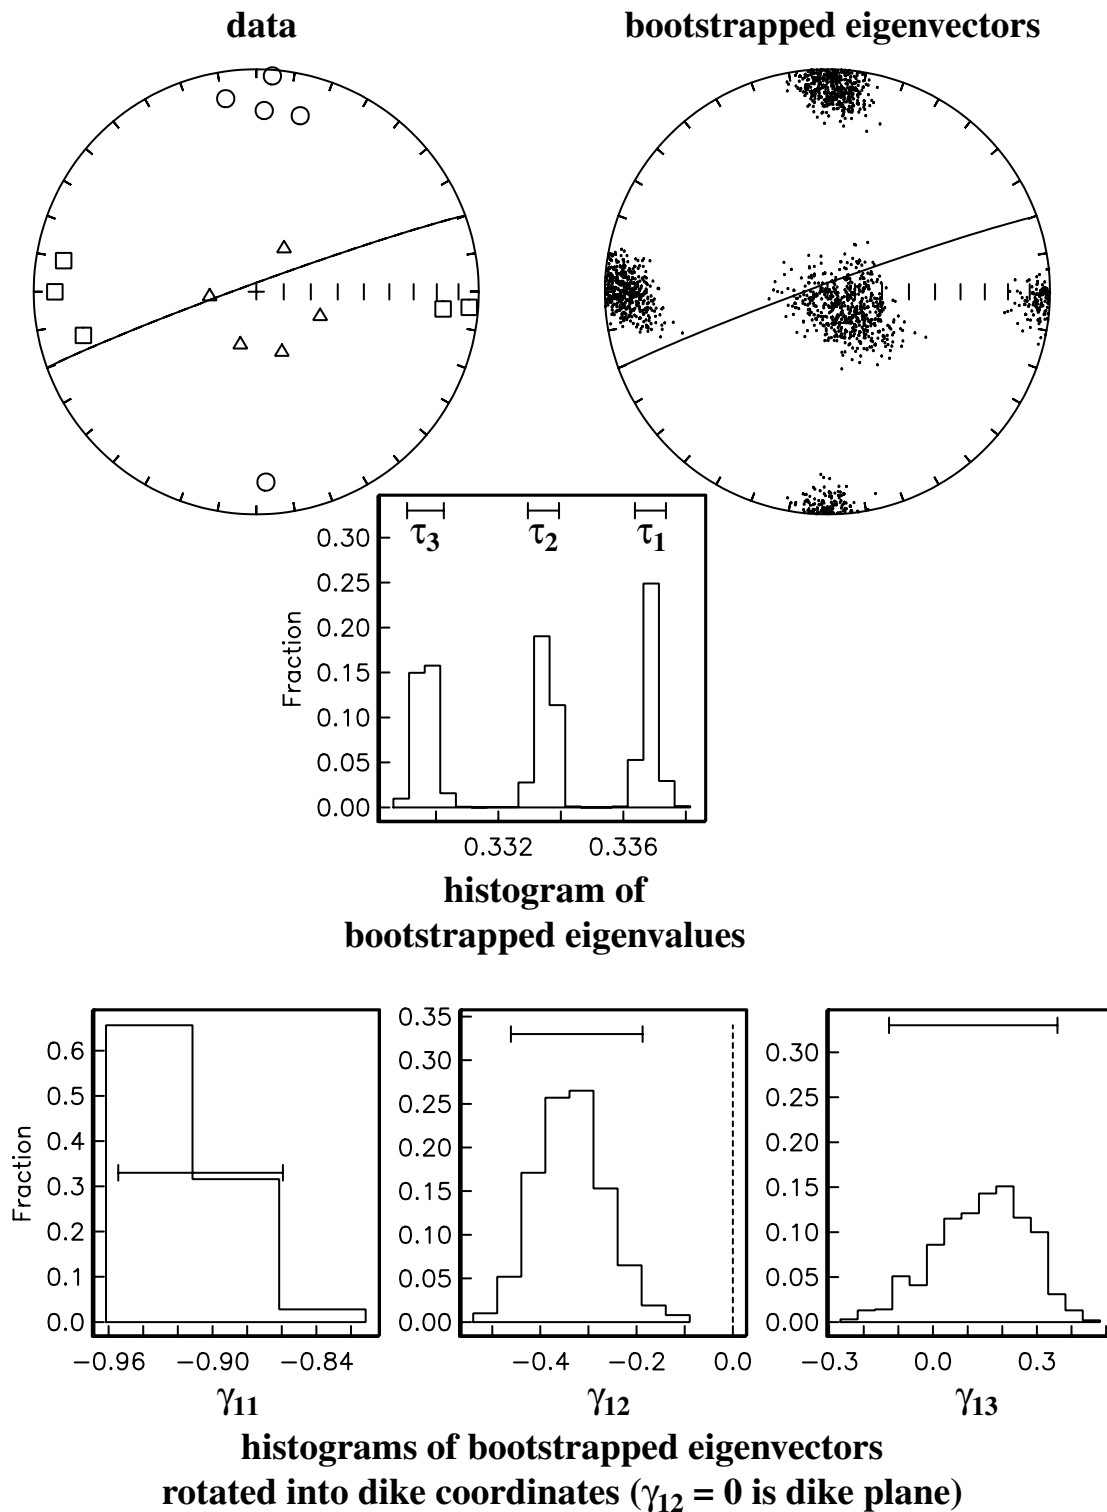 data
bootstrapped eigenvectors
τ3 τ2 τ1
0.30
0.25
0.20
0.15
0.10
0.05
0.00
Fraction
0.332 0.336
histogram of
bootstrapped eigenvalues
0.6
0.5
0.4
0.3
0.2
0.1
0.0
Fraction
−0.96 −0.90 −0.84
γ11
0.35
0.30
0.25
0.20
0.15
0.10
0.05
0.00
−0.4 −0.2 0.0
γ12
0.30
0.25
0.20
0.15
0.10
0.05
0.00
−0.3 0.0 0.3
γ13
histograms of bootstrapped eigenvectors
rotated into dike coordinates (γ12 = 0 is dike plane)